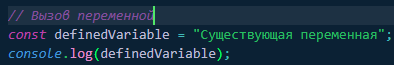 // Вызов переменной
const definedVariable = "Существующая переменная";
console.log(definedVariable);